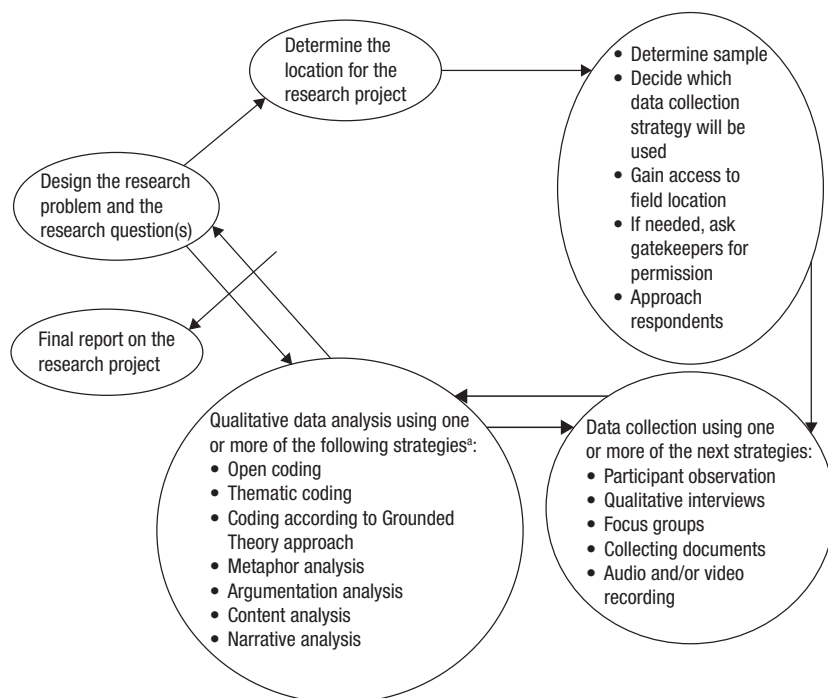 Determine the
location for the
research project
• Determine sample
• Decide which
data collection
strategy will be
used
• Gain access to
field location
• If needed, ask
gatekeepers for
permission
• Approach
respondents
Design the research
problem and the
research question(s)
Final report on the
research project
Qualitative data analysis using one
or more of the following strategiesᵃ:
• Open coding
• Thematic coding
• Coding according to Grounded
Theory approach
• Metaphor analysis
• Argumentation analysis
• Content analysis
• Narrative analysis
Data collection using one
or more of the next strategies:
• Participant observation
• Qualitative interviews
• Focus groups
• Collecting documents
• Audio and/or video
recording